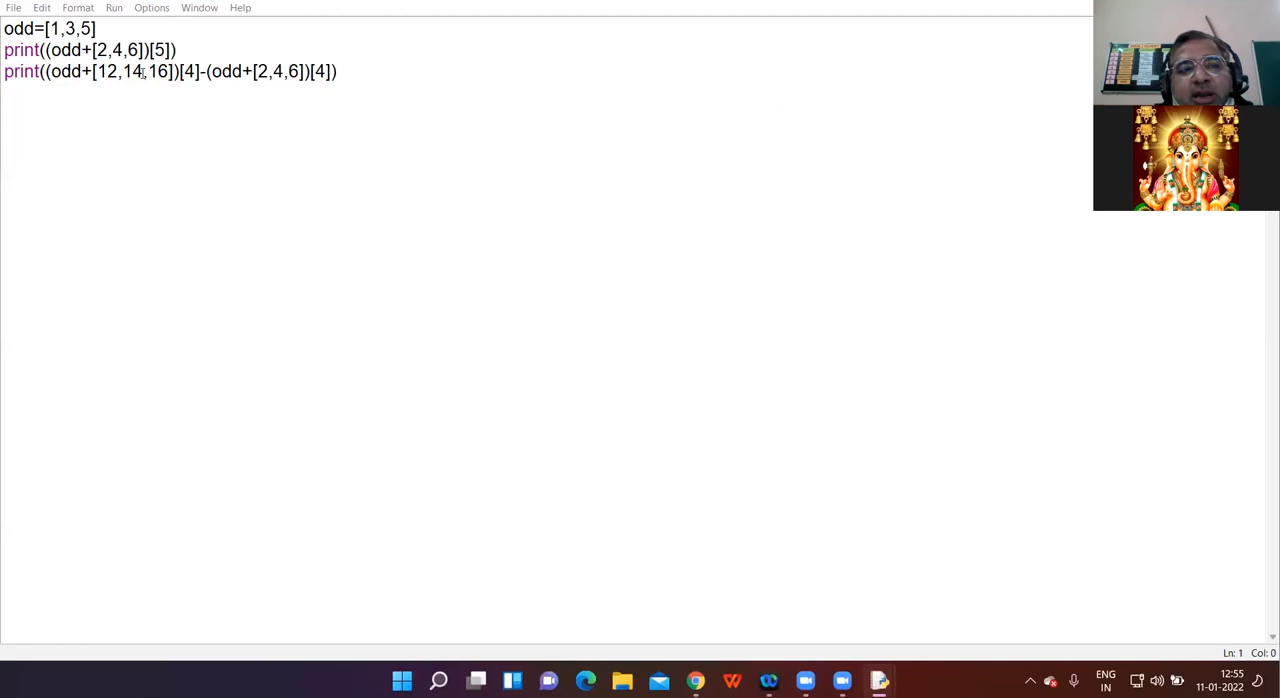 File Edit Format Run Options Window Help
odd=[1,3,5]
print((odd+[2,4,6])[5])
print((odd+[12,14,16])[4]-(odd+[2,4,6])[4])
Ln: 1 Col: 0
ENG
IN
12:55
11-01-2022